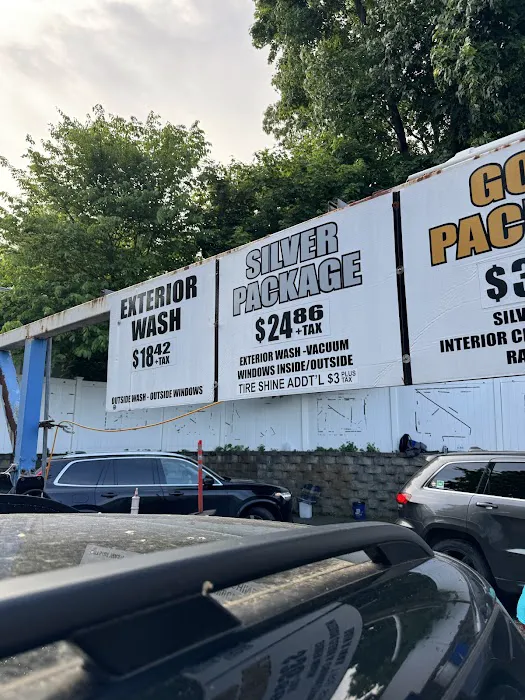 EXTERIOR
WASH
$18.42 +TAX
OUTSIDE WASH - OUTSIDE WINDOWS
SILVER
PACKAGE
$24.86 +TAX
EXTERIOR WASH - VACUUM
WINDOWS INSIDE/OUTSIDE
TIRE SHINE ADDT'L $3 PLUS TAX
GO
PAC
$3
SILV
INTERIOR C
RA